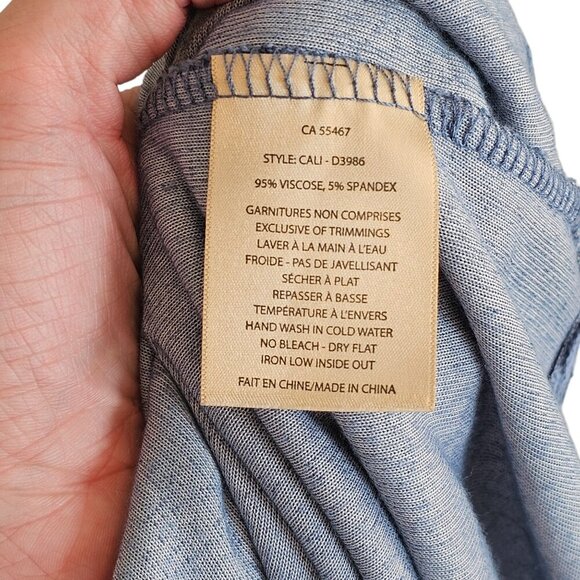 CA 55467
STYLE: CALI - D3986
95% VISCOSE, 5% SPANDEX
GARNITURES NON COMPRISES
EXCLUSIVE OF TRIMMINGS
LAVER À LA MAIN À L'EAU
FROIDE - PAS DE JAVELLISANT
SÉCHER À PLAT
REPASSER À BASSE
TEMPÉRATURE À L'ENVERS
HAND WASH IN COLD WATER
NO BLEACH - DRY FLAT
IRON LOW INSIDE OUT
FAIT EN CHINE/MADE IN CHINA